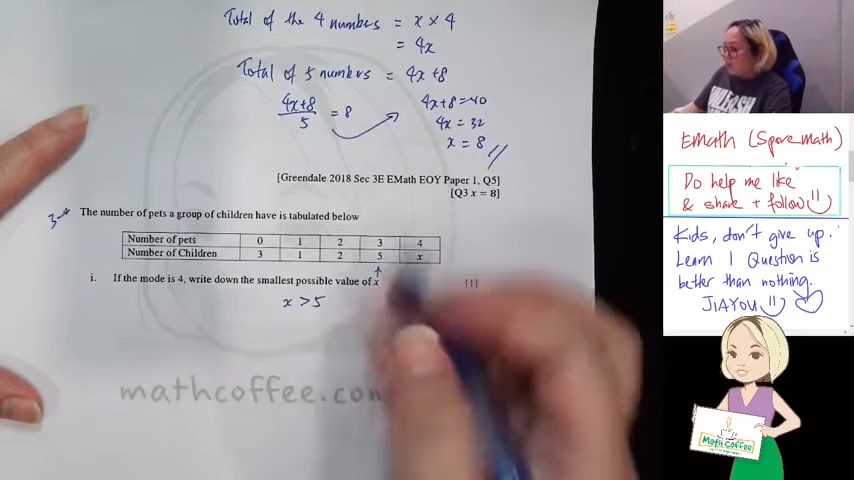 Total of the 4 numbers = x × 4
= 4x
Total of 5 numbers = 4x+8
4x+8 / 5 = 8
4x+8=40
4x = 32
x = 8 //
[Greendale 2018 Sec 3E EMath EOY Paper 1, Q5]
[Q3 x = 8]
The number of pets a group of children have is tabulated below
Number of pets 0 1 2 3 4
Number of Children 3 1 2 5 x
i. If the mode is 4, write down the smallest possible value of x [1]
x > 5
mathcoffee.com
EMath (Spore Math)
Do help me like
& share + follow
Kids, don't give up.
Learn 1 Question is
better than nothing.
JIAYOU
Math Coffee